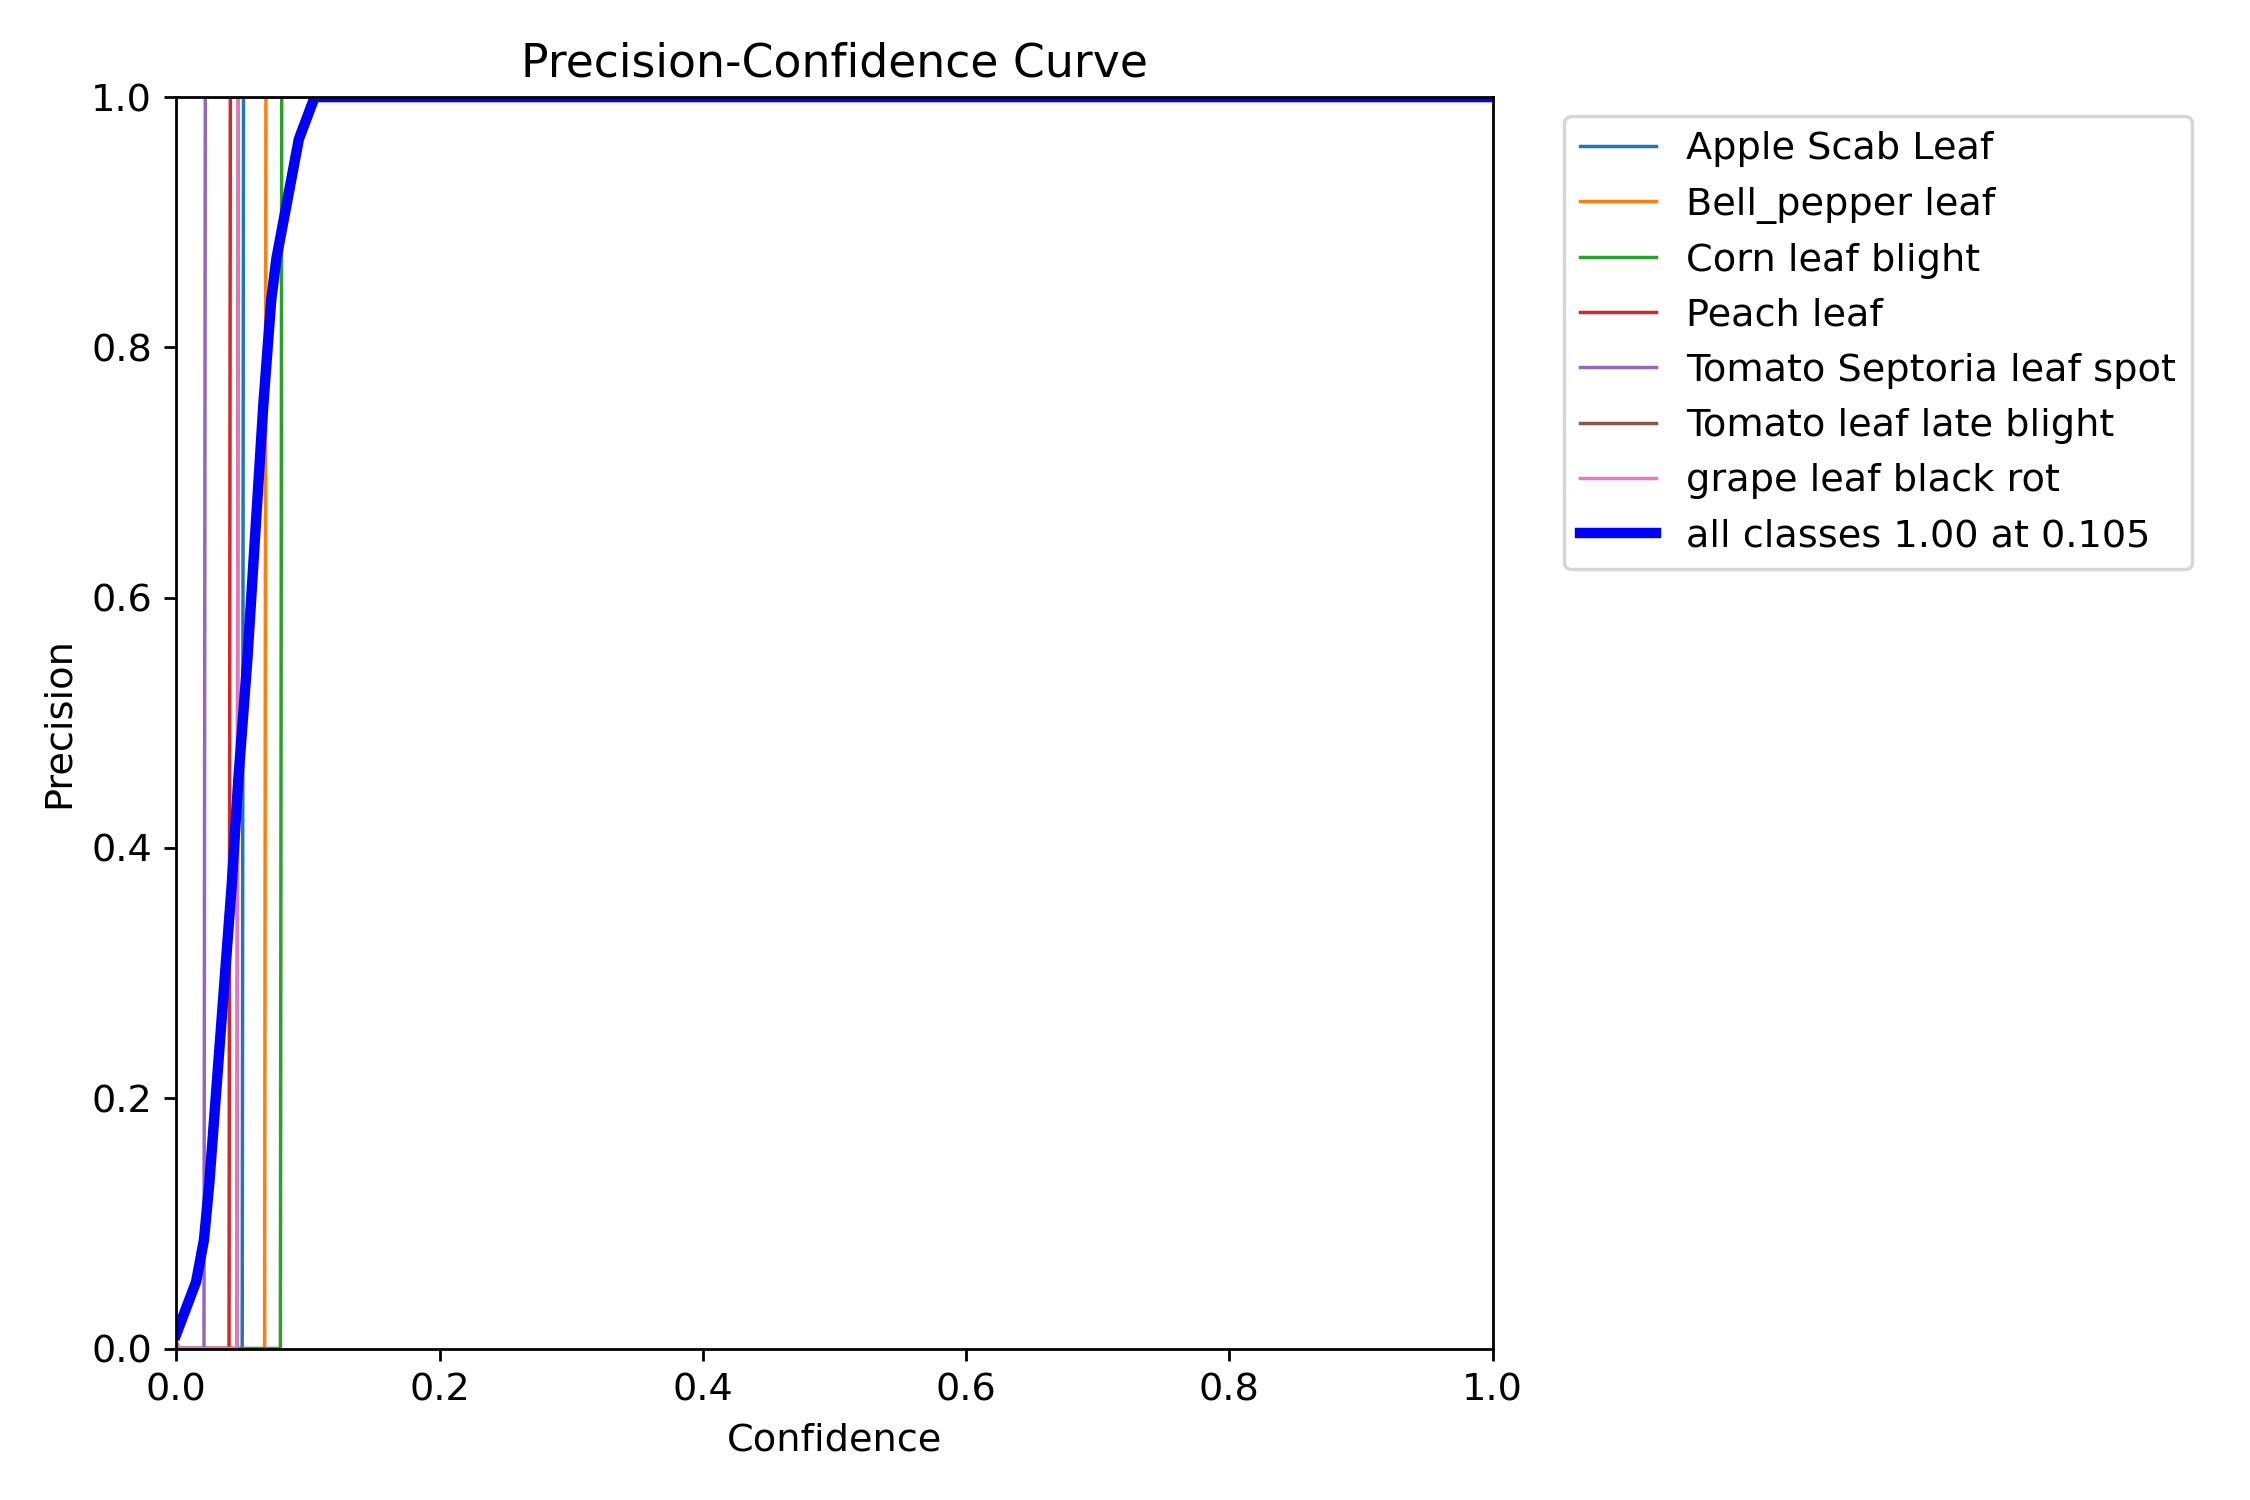 Precision-Confidence Curve
1.0
0.8
0.6
0.4
0.2
0.0
Precision
0.0 0.2 0.4 0.6 0.8 1.0
Confidence
Apple Scab Leaf
Bell_pepper leaf
Corn leaf blight
Peach leaf
Tomato Septoria leaf spot
Tomato leaf late blight
grape leaf black rot
all classes 1.00 at 0.105